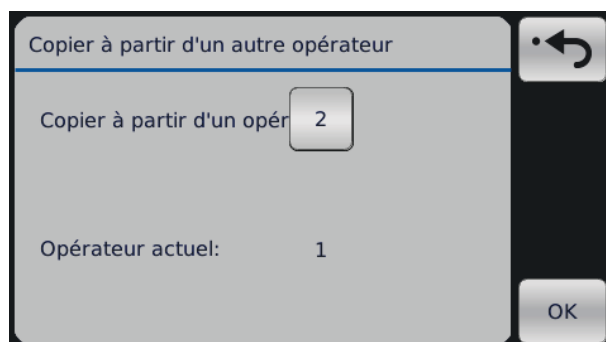 Copier à partir d'un autre opérateur
Copier à partir d'un opér 2
Opérateur actuel: 1
OK